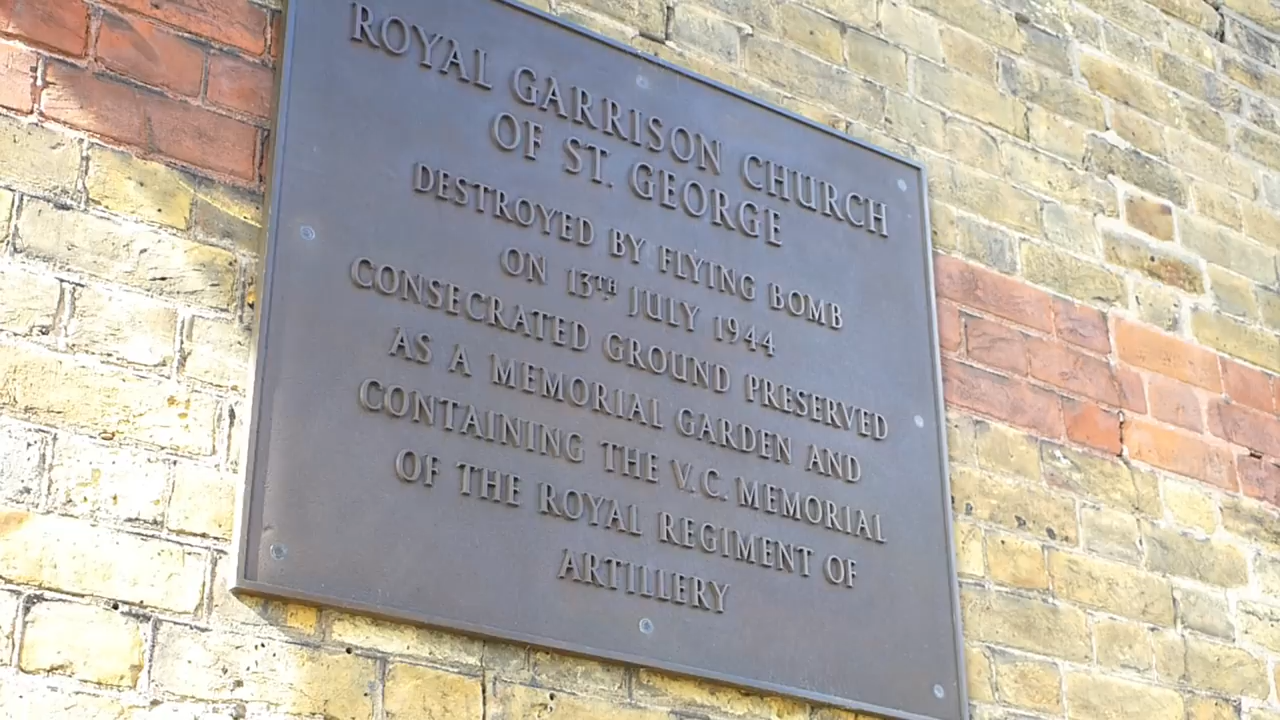 ROYAL GARRISON CHURCH
OF ST. GEORGE
DESTROYED BY FLYING BOMB
ON 13TH JULY 1944
CONSECRATED GROUND PRESERVED
AS A MEMORIAL GARDEN AND
CONTAINING THE V.C. MEMORIAL
OF THE ROYAL REGIMENT OF
ARTILLERY